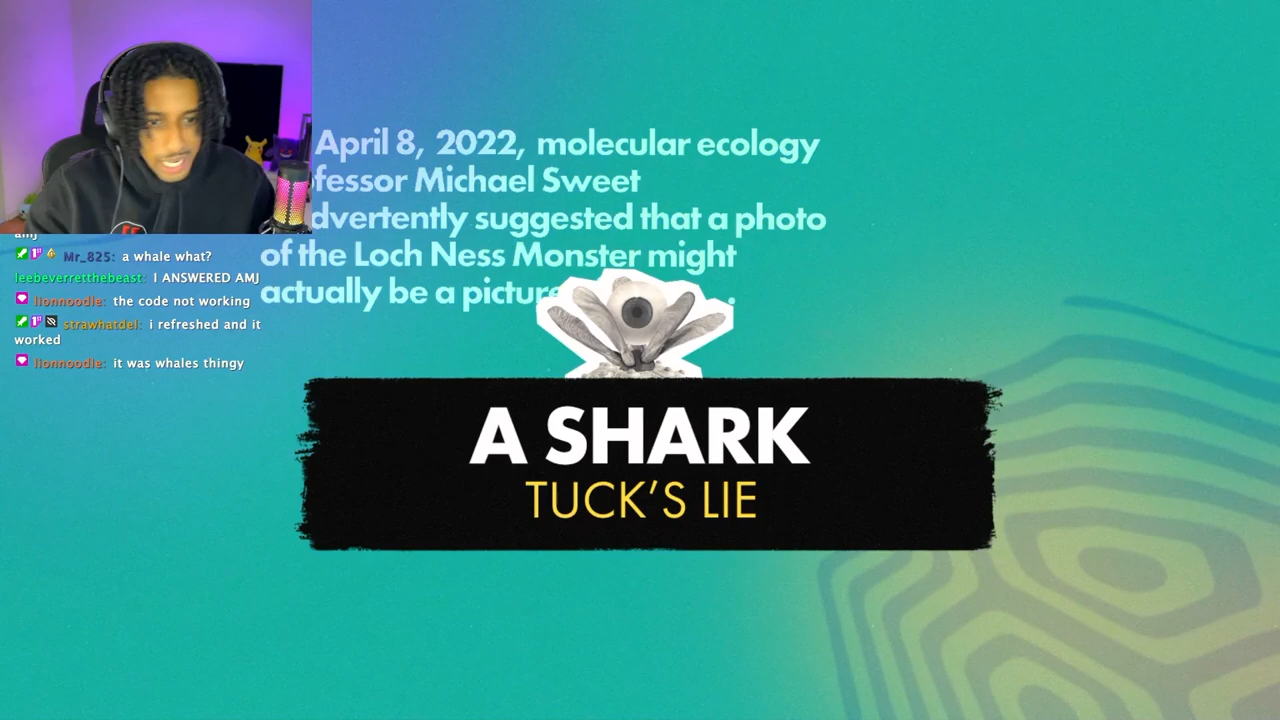 April 8, 2022, molecular ecology
fessor Michael Sweet
dvertently suggested that a photo
of the Loch Ness Monster might
actually be a picture .
amj
Mr_825: a whale what?
leebeverretthebeast: I ANSWERED AMJ
lionnoodle: the code not working
strawhatdel: i refreshed and it
worked
lionnoodle: it was whales thingy
A SHARK
TUCK'S LIE